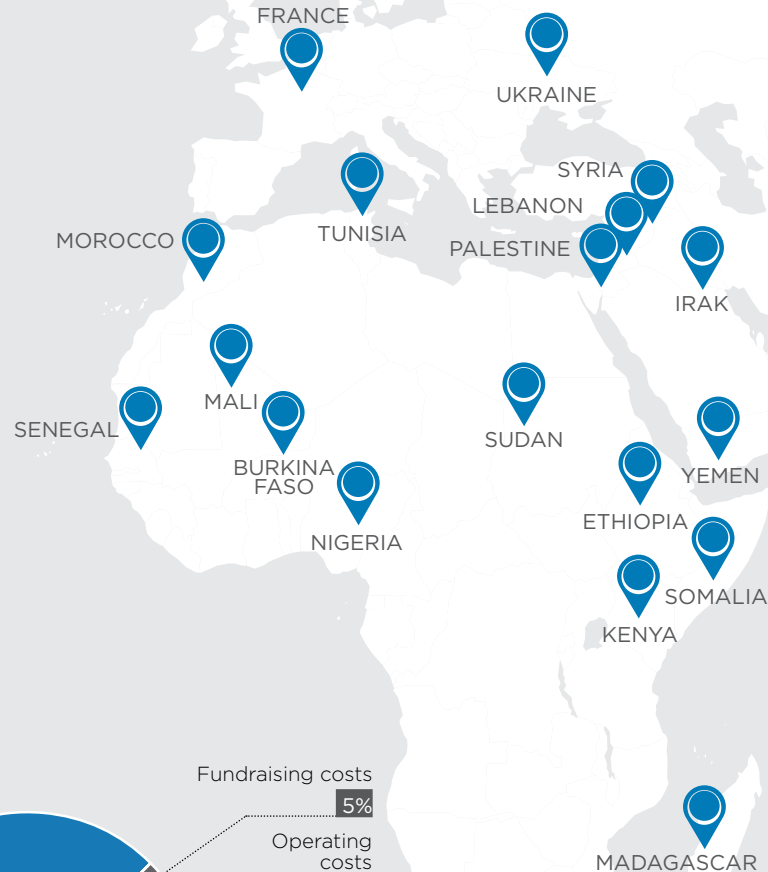 FRANCE
UKRAINE
SYRIA
LEBANON
TUNISIA
MOROCCO
PALESTINE
IRAK
MALI
SENEGAL
SUDAN
BURKINA
FASO
YEMEN
ETHIOPIA
NIGERIA
SOMALIA
KENYA
Fundraising costs
5%
Operating
costs
MADAGASCAR